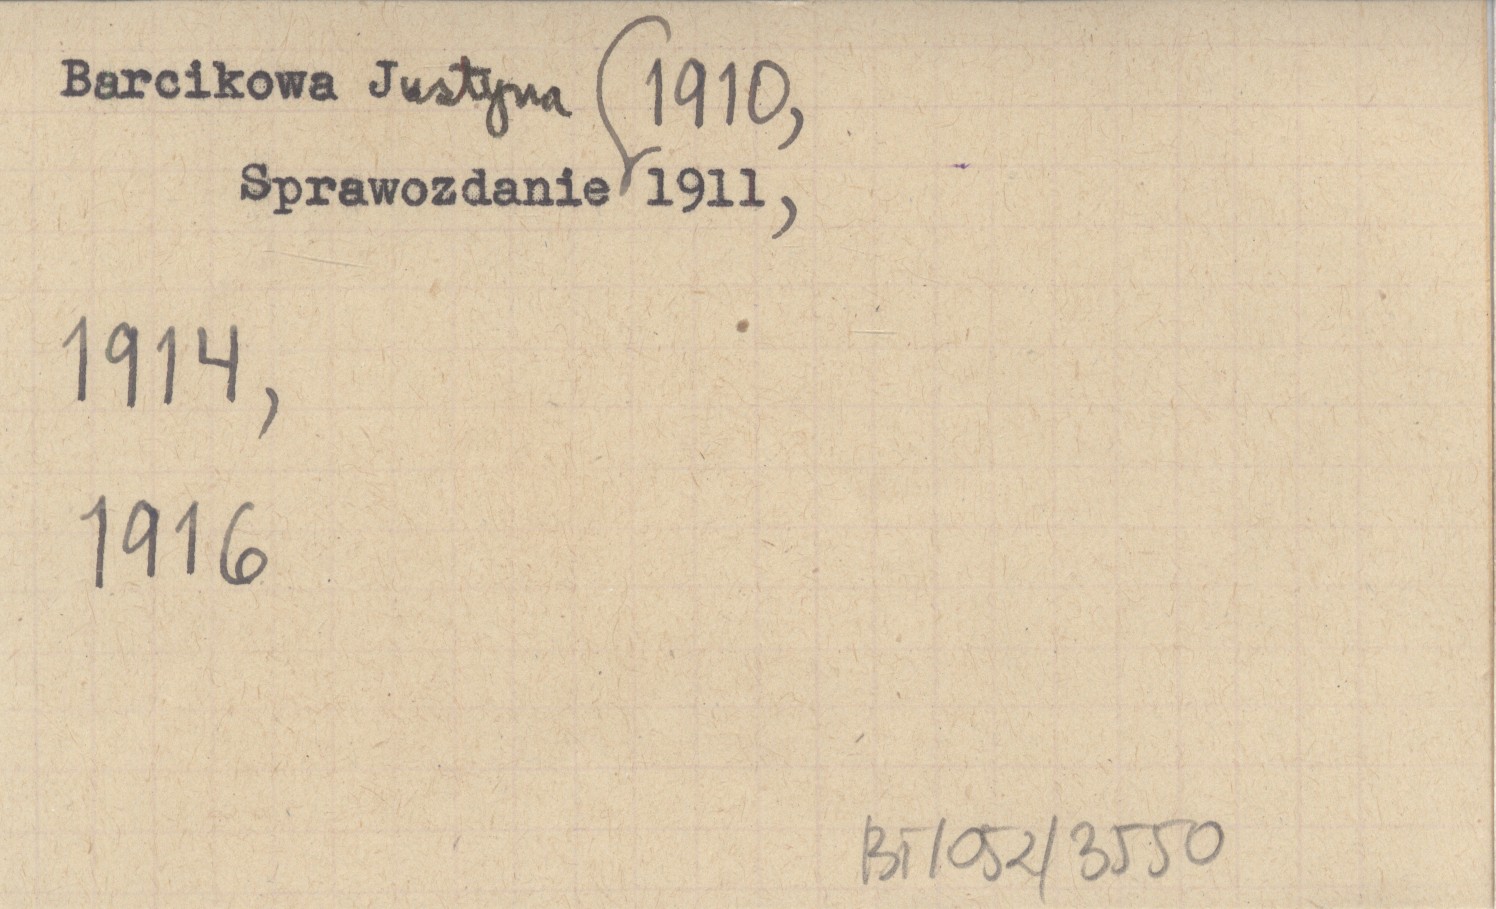 Barcikowa Justyna 1910,
Sprawozdanie 1911,
1914,
1916
BT/052/3550